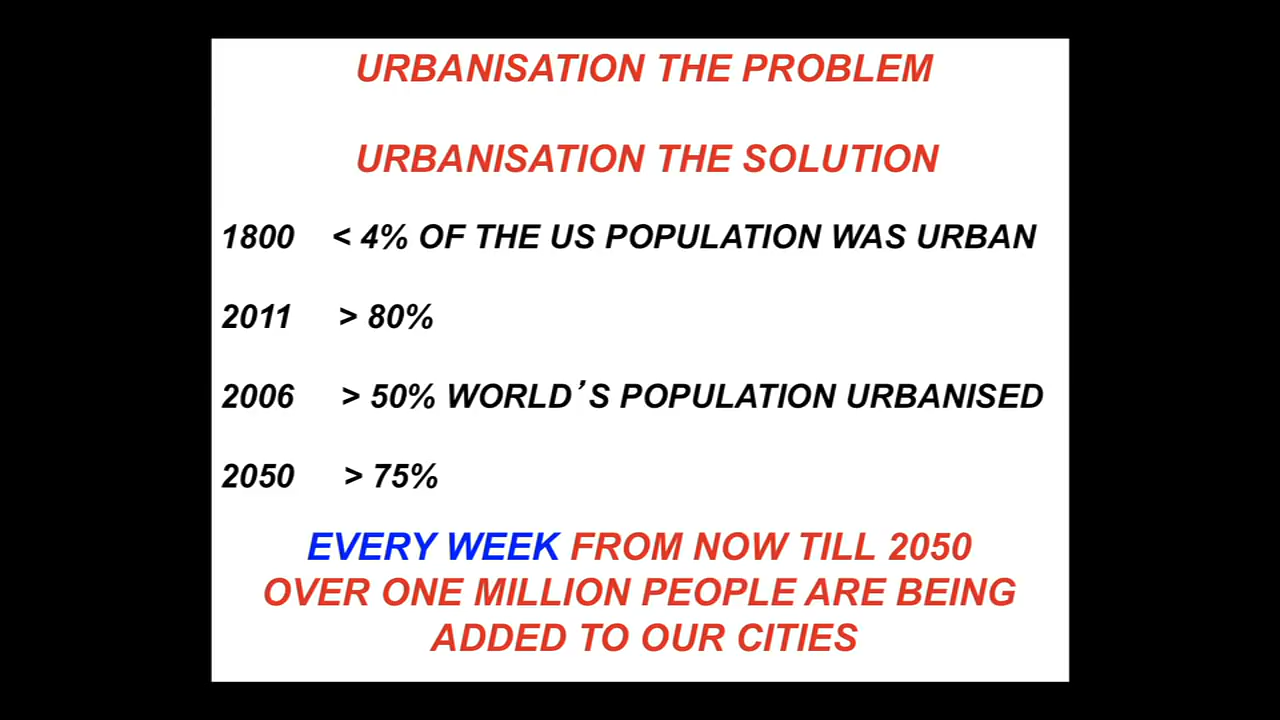 URBANISATION THE PROBLEM
URBANISATION THE SOLUTION
1800 < 4% OF THE US POPULATION WAS URBAN
2011 > 80%
2006 > 50% WORLD’S POPULATION URBANISED
2050 > 75%
EVERY WEEK FROM NOW TILL 2050
OVER ONE MILLION PEOPLE ARE BEING
ADDED TO OUR CITIES